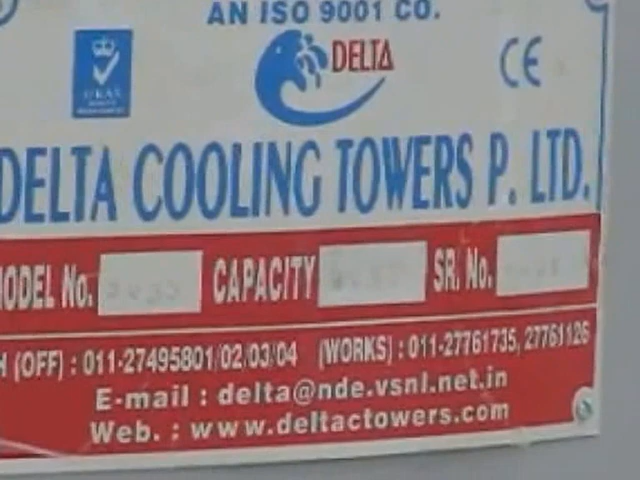 AN ISO 9001 CO.
UKAS
DELTA
CE
DELTA COOLING TOWERS P. LTD.
MODEL No. CAPACITY SR. No.
H (OFF) : 011-27495801/02/03/04 (WORKS) : 011-27761735, 27761126
E-mail : delta@nde.vsnl.net.in
Web. : www.deltactowers.com